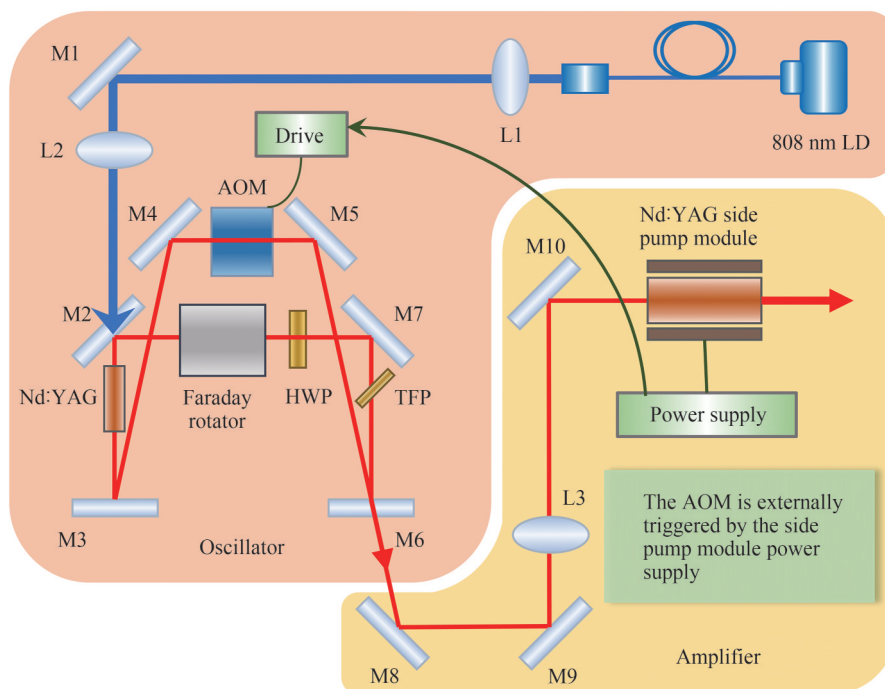 M1
L1
808 nm LD
L2
Drive
AOM
M4
M5
Nd:YAG side
pump module
M10
M2
M7
Nd:YAG
Faraday
rotator
HWP
TFP
Power supply
M3
Oscillator
M6
L3
The AOM is externally
triggered by the side
pump module power
supply
M8
M9
Amplifier